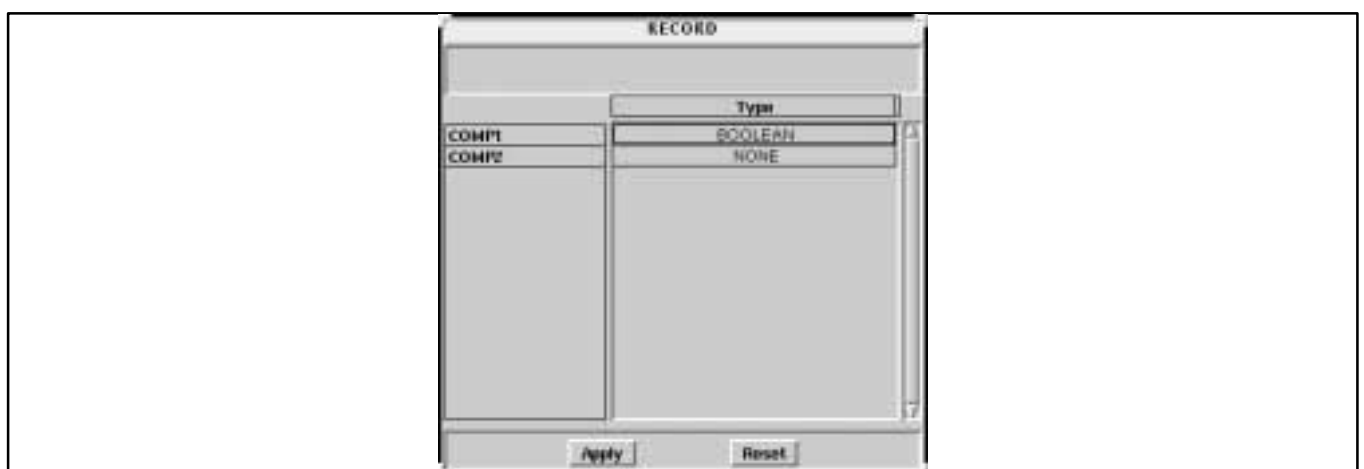 RECORD
Type
COMP1 BOOLEAN
COMP2 NONE
Apply Reset